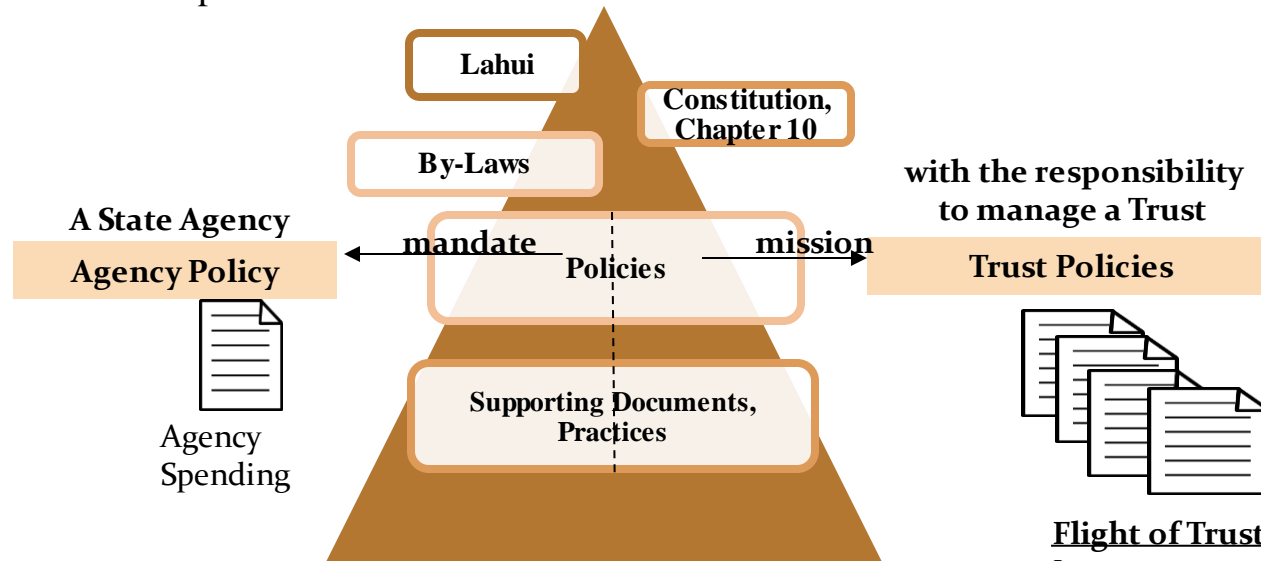 Lahui
Constitution,
Chapter 10
By-Laws
with the responsibility
to manage a Trust
A State Agency
mandate
mission
Policies
Agency Policy
Trust Policies
Supporting Documents,
Practices
Agency
Spending
Flight of Trust